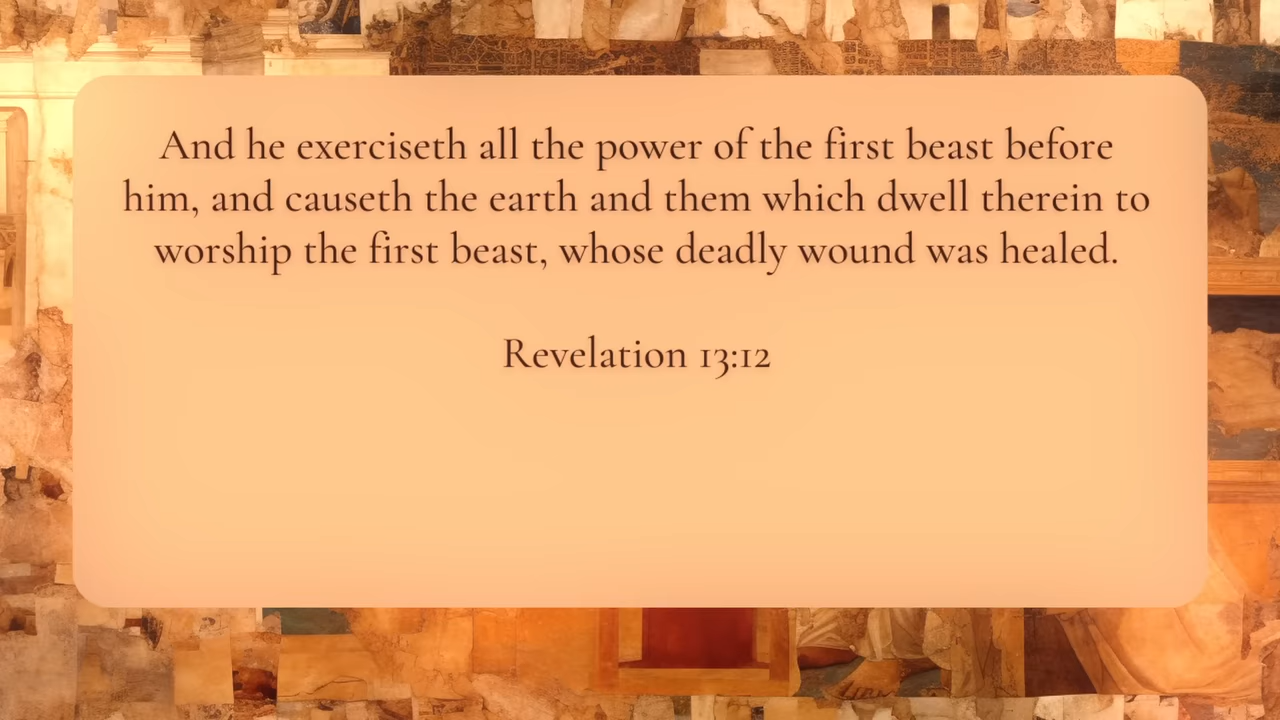 And he exerciseth all the power of the first beast before
him, and causeth the earth and them which dwell therein to
worship the first beast, whose deadly wound was healed.
Revelation 13:12